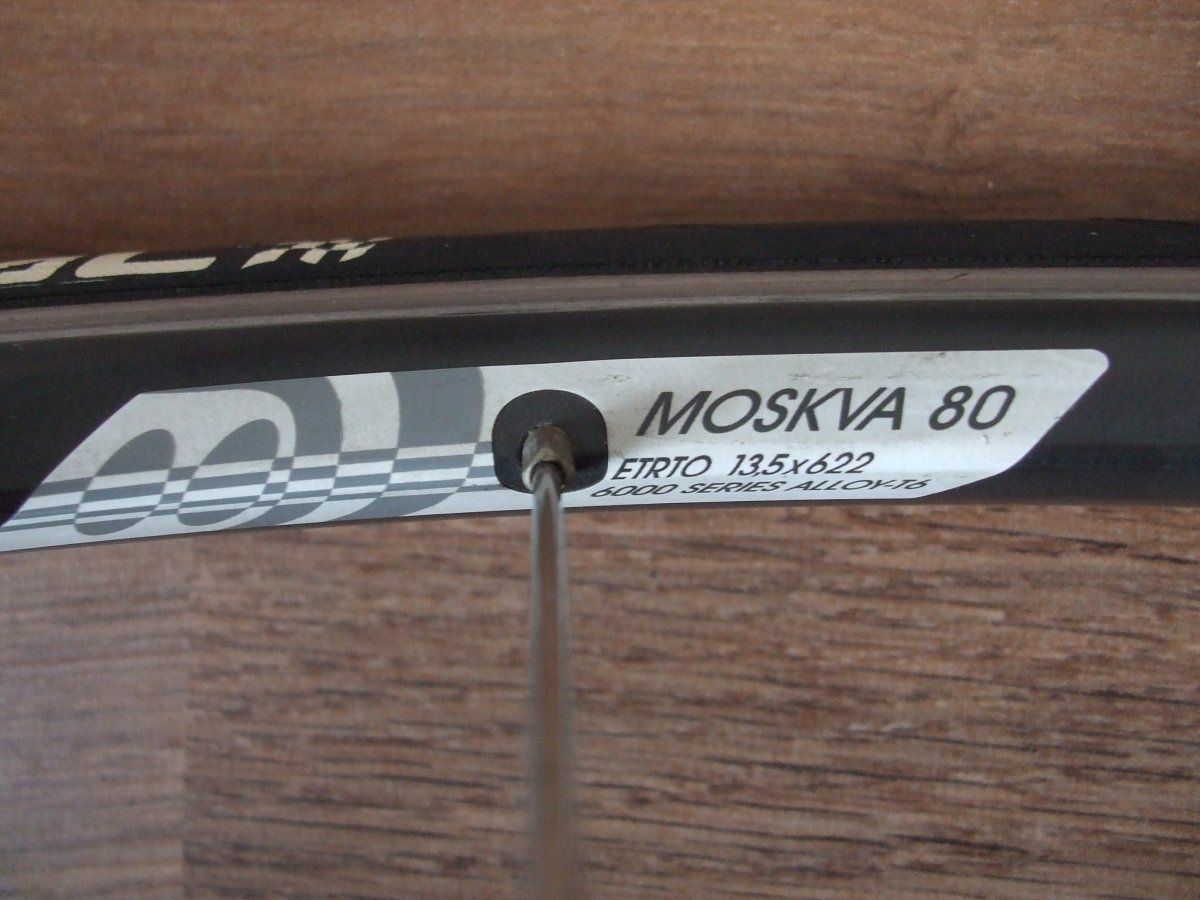 MOSKVA 80
ETRTO 13,5x622
6000 SERIES ALLOY-T6